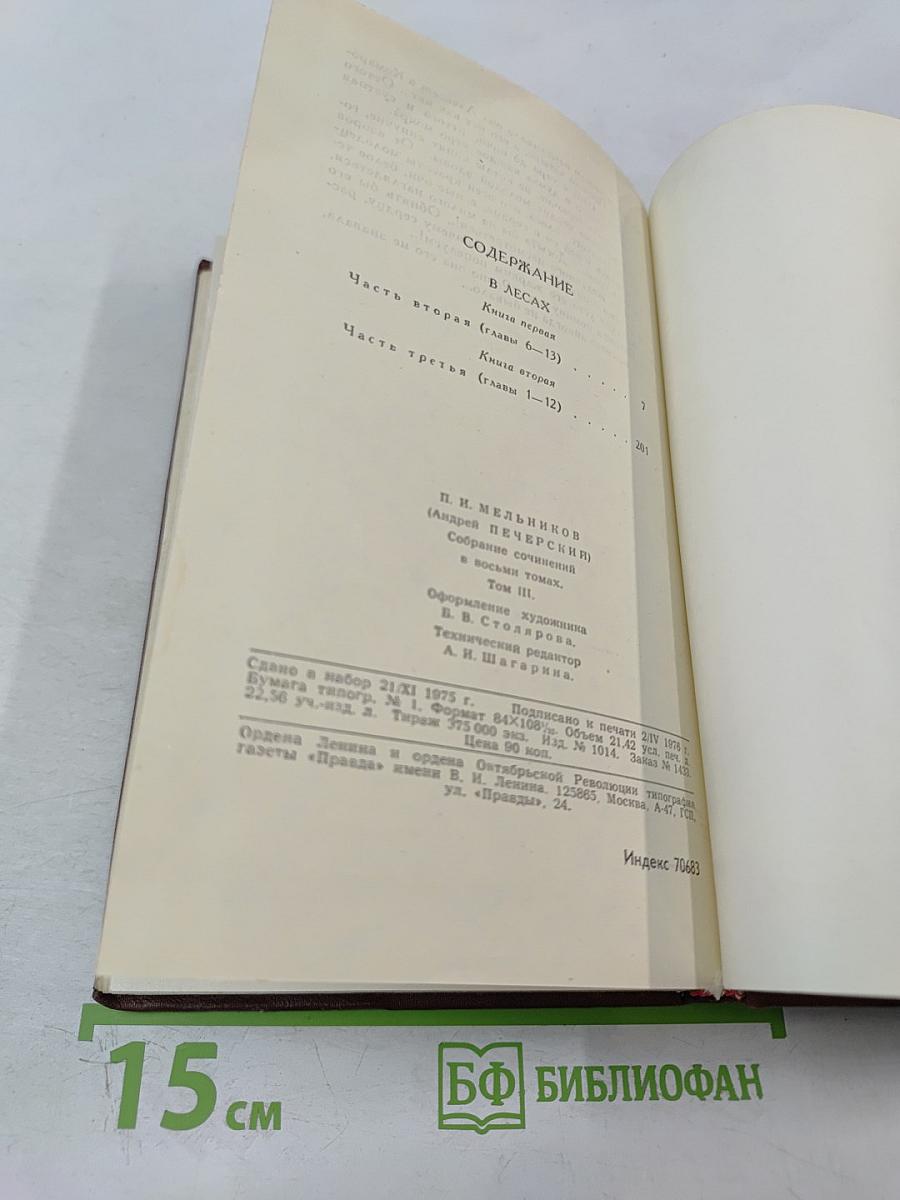 СОДЕРЖАНИЕ
В ЛЕСАХ
Книга первая
Часть вторая (главы 6—13) . . . . . . 7
Книга вторая
Часть третья (главы 1—12) . . . . . . 201
П. И. МЕЛЬНИКОВ
(Андрей ПЕЧЕРСКИЙ)
Собрание сочинений
в восьми томах.
Том III.
Оформление художника
Б. В. Столярова.
Технический редактор
А. И. Шагарина.
Сдано в набор 21/XI 1975 г. Подписано к печати 2/IV 1976 г.
Бумага типогр. № 1. Формат 84×108¹/₃₂. Объем 21,42 усл. печ. л.
22,56 уч.-изд. л. Тираж 375 000 экз. Изд. № 1014. Заказ № 1433.
Цена 90 коп.
Ордена Ленина и ордена Октябрьской Революции типография
газеты «Правда» имени В. И. Ленина. 125865, Москва, А-47, ГСП,
ул. «Правды», 24.
Индекс 70683
15 см
БФ БИБЛИОФАН